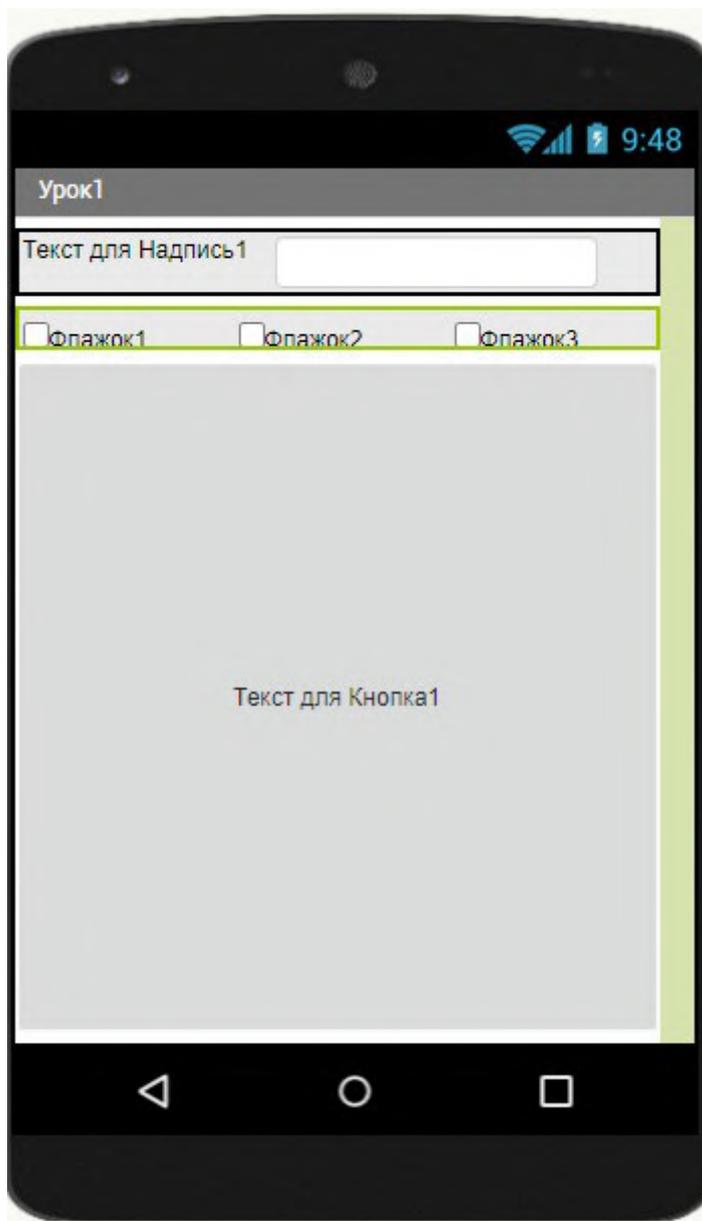 9:48
Урок1
Текст для Надпись1
Флажок1 Флажок2 Флажок3
Текст для Кнопка1